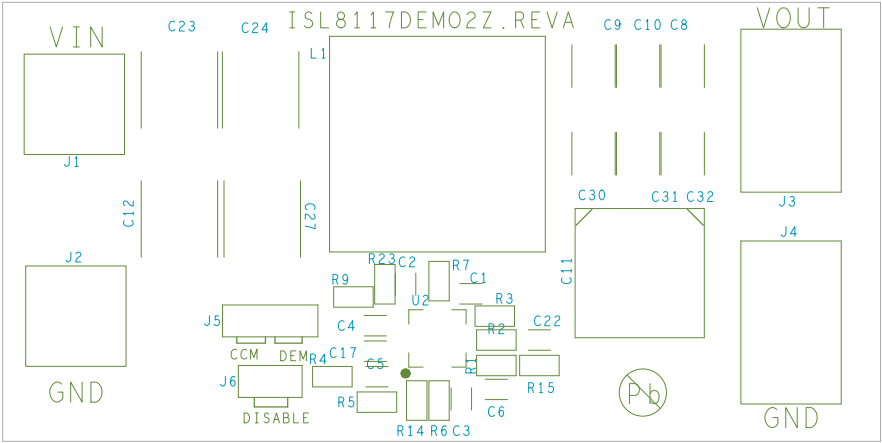 ISL8117DEMO2Z.REVA
VIN
C23
C24
L1
C9
C10
C8
VOUT
J1
C12
C27
C30
C31
C32
J3
J2
J4
R23
C2
R7
C11
R9
C1
U2
R3
J5
C4
R2
C22
CCM
DEM
C17
R4
C5
R1
J6
R15
GND
R5
Pb
DISABLE
C6
GND
R14
R6
C3